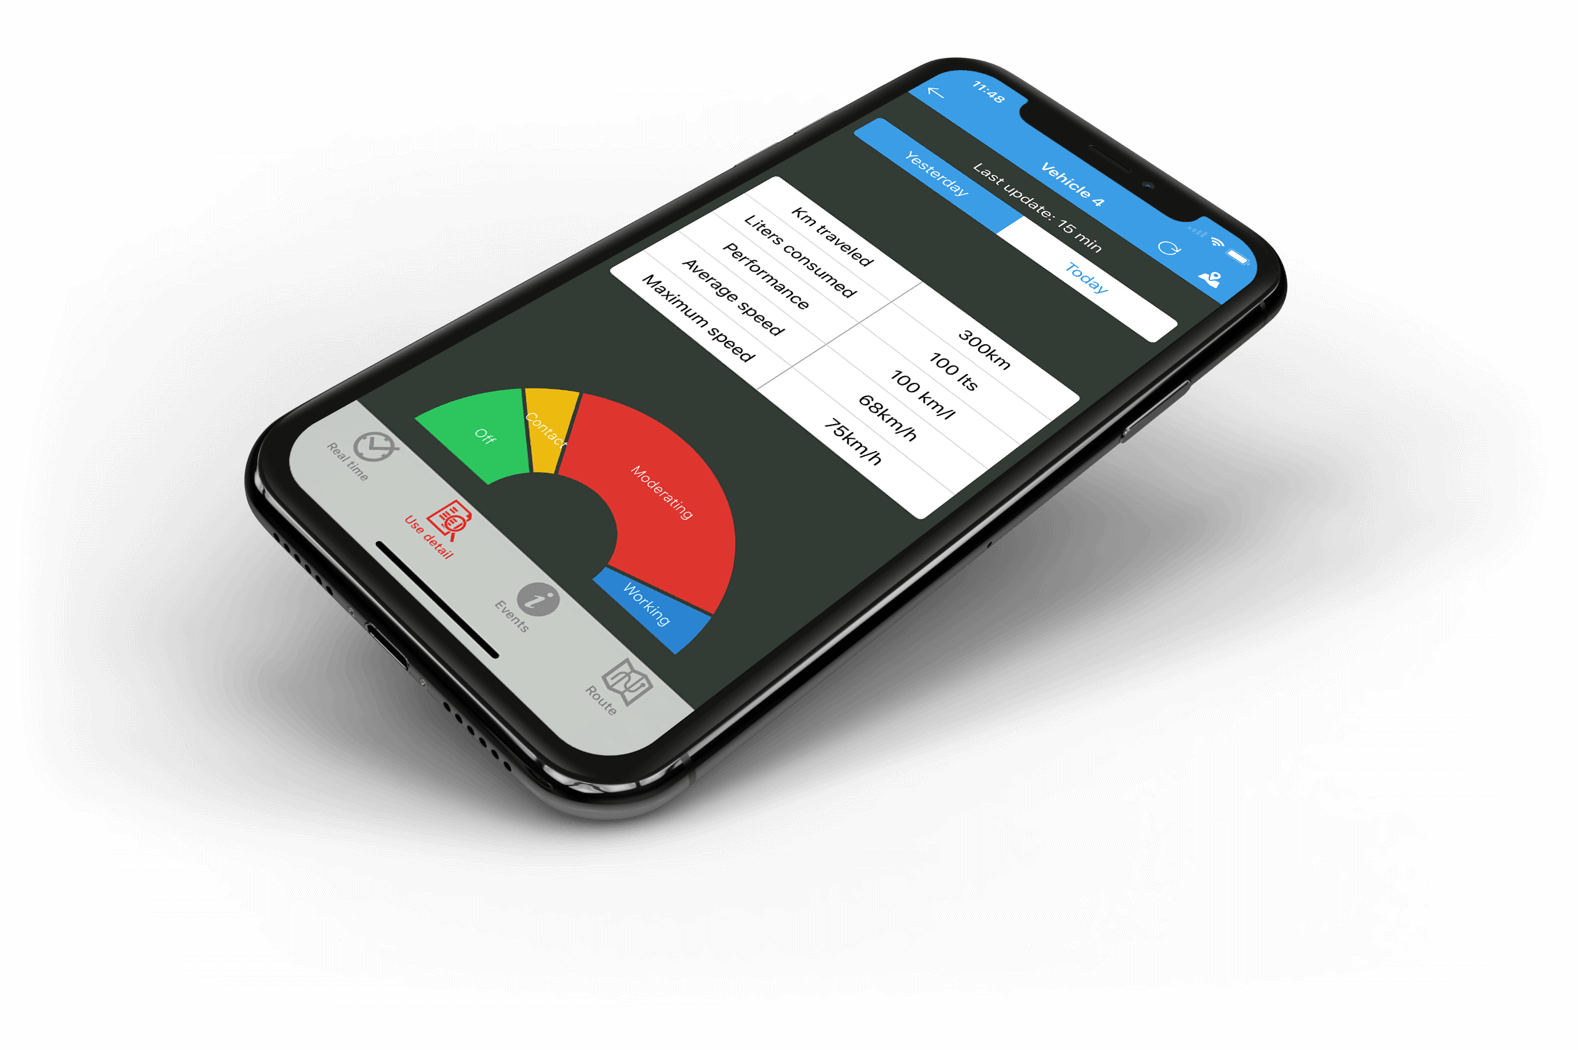 11:48
Vehicle 4
Last update: 15 min
Yesterday
Today
Km traveled 300km
Liters consumed 100 lts
Performance 100 km/l
Average speed 68km/h
Maximum speed 75km/h
Off
Contact
Moderating
Working
Real time
Use detail
Events
Route